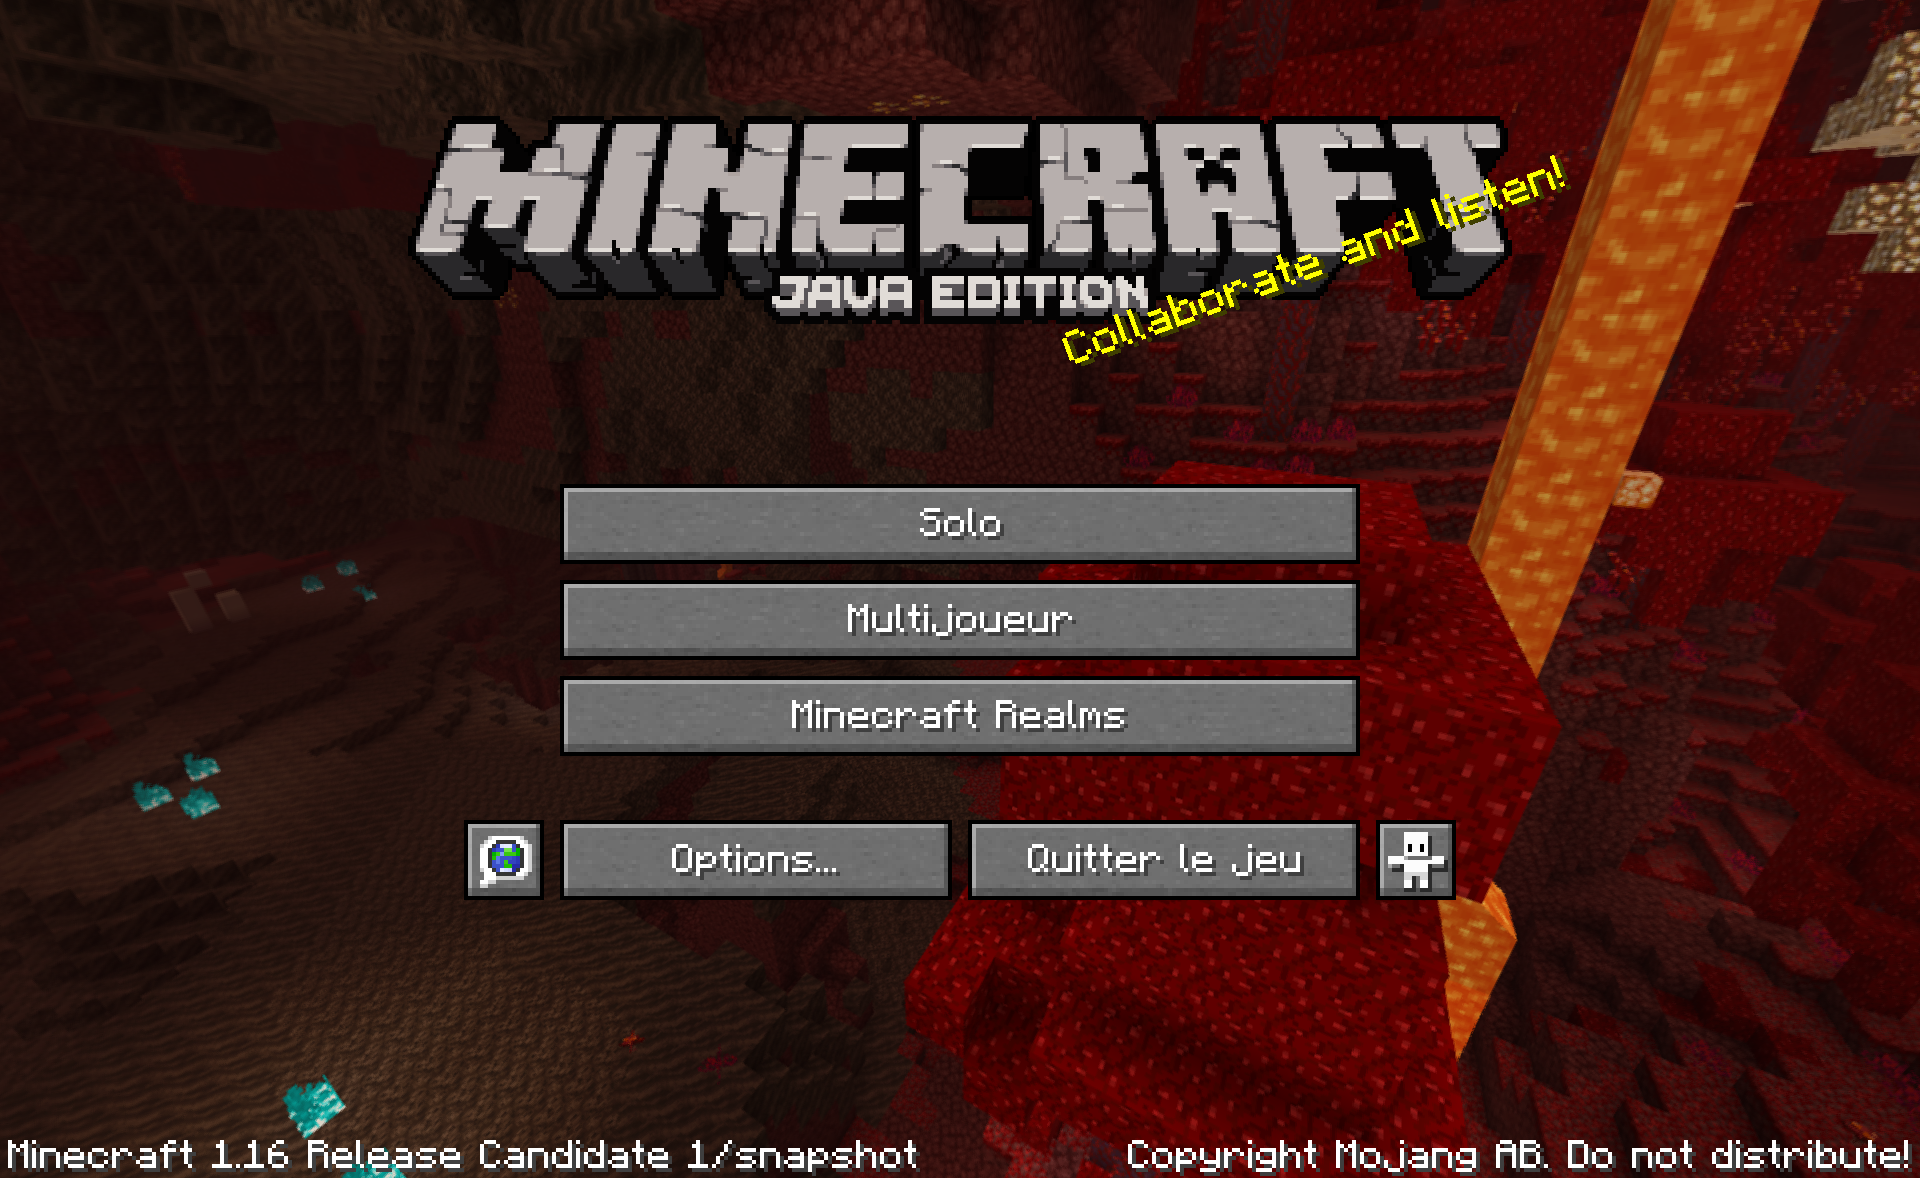 MINECRAFT
JAVA EDITION
Collaborate and listen!
Solo
Multijoueur
Minecraft Realms
Options...
Quitter le jeu
Minecraft 1.16 Release Candidate 1/snapshot
Copyright Mojang AB. Do not distribute!